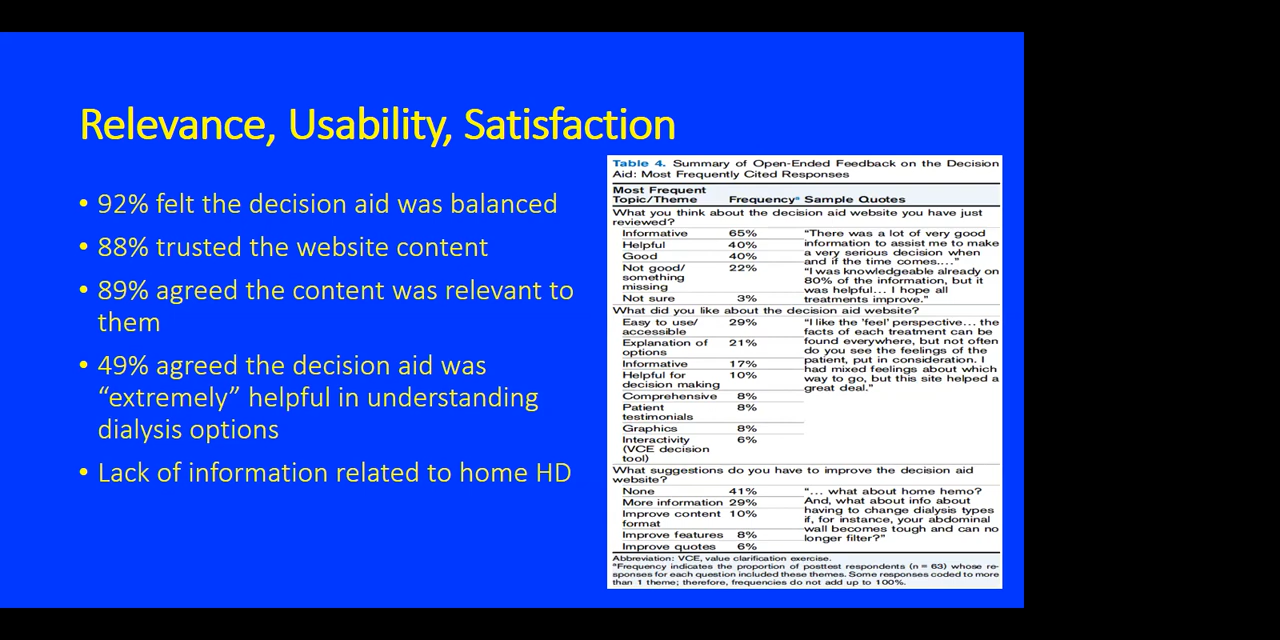 Relevance, Usability, Satisfaction
• 92% felt the decision aid was balanced
• 88% trusted the website content
• 89% agreed the content was relevant to
them
• 49% agreed the decision aid was
“extremely” helpful in understanding
dialysis options
• Lack of information related to home HD
Table 4. Summary of Open-Ended Feedback on the Decision
Aid: Most Frequently Cited Responses
Most Frequent
Topic/Theme Frequencyᵃ Sample Quotes
What you think about the decision aid website you have just
reviewed?
Informative 65% “There was a lot of very good
Helpful 40% information to assist me to make
Good 40% a very serious decision when
and if the time comes....”
Not good/ 22% “I was knowledgeable already on
something 80% of the information, but it
missing was helpful... I hope all
Not sure 3% treatments improve.”
What did you like about the decision aid website?
Easy to use/ 29% “I like the ‘feel’ perspective... the
accessible facts of each treatment can be
Explanation of 21% found everywhere, but not often
options do you see the feelings of the
patient, put in consideration. I
Informative 17% had mixed feelings about which
Helpful for 10% way to go, but this site helped a
decision making great deal.”
Comprehensive 8%
Patient 8%
testimonials
Graphics 8%
Interactivity 6%
(VCE decision
tool)
What suggestions do you have to improve the decision aid
website?
None 41% “... what about home hemo?
More information 29% And, what about info about
Improve content 10% having to change dialysis types
format if, for instance, your abdominal
Improve features 8% wall becomes tough and can no
Improve quotes 6% longer filter?”
Abbreviation: VCE, value clarification exercise.
ᵃFrequency indicates the proportion of posttest respondents (n = 63) whose re-
sponses for each question included these themes. Some responses coded to more
than 1 theme; therefore, frequencies do not add up to 100%.